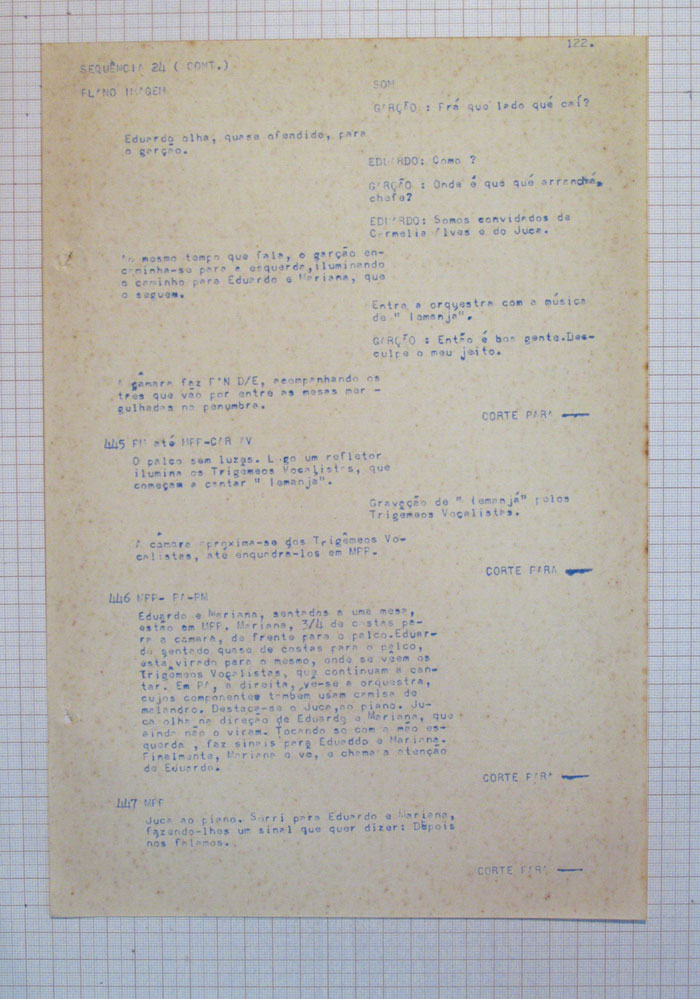 122.
SEQUÊNCIA 24 ( CONT.)
PLANO IMAGEM
SOM
GARÇÃO : Prá que lado qué caí?
Eduardo olha, quase ofendido, para
o garção.
EDUARDO: Como ?
GARÇÃO : Onde é que qué arranchá,
chefe?
EDUARDO: Somos convidados de
Carmelia Alves e do Juca.
Ao mesmo tempo que fala, o garção en-
caminha-se para a esquerda,iluminando
o caminho para Eduardo e Mariana, que
o seguem.
Entra a orquestra com a música
de " Iemanja".
GARÇÃO : Então é boa gente.Des-
culpe o meu jeito.
A câmara faz PAN D/E, acompanhando os
tres que vão por entre as mesas mer -
gulhadas na penumbra.
CORTE PARA
445 PM até MPP-CAR AV
O palco sem luzes. Logo um refletor
ilumina os Trigêmeos Vocalistas, que
começam a cantar " Iemanja".
Gravação de " Iemanjá" pelos
Trigêmeos Vocalistas.
A câmara aproxima-se dos Trigêmeos Vo-
calistas, até enquadra-los em MPP.
CORTE PARA
446 MPP- PA-PM
Eduardo e Mariana, sentados a uma mesa,
estão em MPP. Mariana, 3/4 de costas pa-
ra a camara, de frente para o palco.Eduar-
do sentado quase de costas para o palco,
está virado para o mesmo, onde se vêem os
Trigêmeos Vocalistas, que continuam a can-
tar. Em PA, a direita, ve-se a orquestra,
cujos componentes tambem usam camisa de
malandro. Destaca-se o Juca,ao piano. Ju-
ca olha na direção de Eduardo e Mariana, que
ainda não o viram. Tocando so com a mão es-
querda , faz sinais para Eduaddo e Mariana.
Finalmente, Mariana o ve, e chama a atenção
de Eduardo.
CORTE PARA
447 MPP
Juca ao piano. Sorri para Eduardo e Mariana,
fazendo-lhes um sinal que quer dizer: Depois
nos falamos.
CORTE PARA